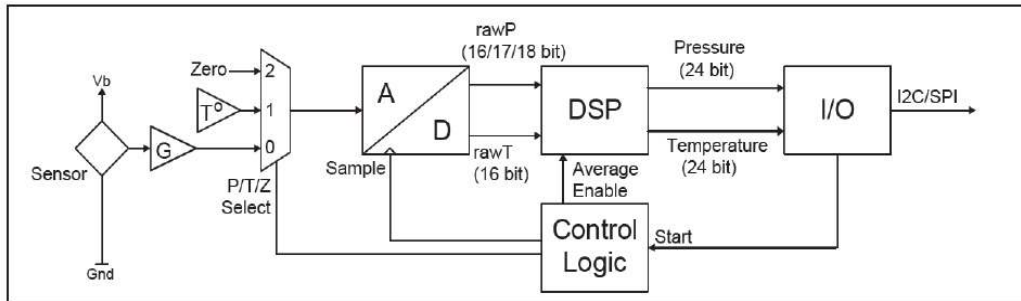 rawP
(16/17/18 bit)
Pressure
(24 bit)
Zero
2
Vb
T°
1
A
D
DSP
I/O
I2C/SPI
G
0
Sensor
Sample
rawT
(16 bit)
Temperature
(24 bit)
P/T/Z
Select
Average
Enable
Control
Logic
Start
Gnd